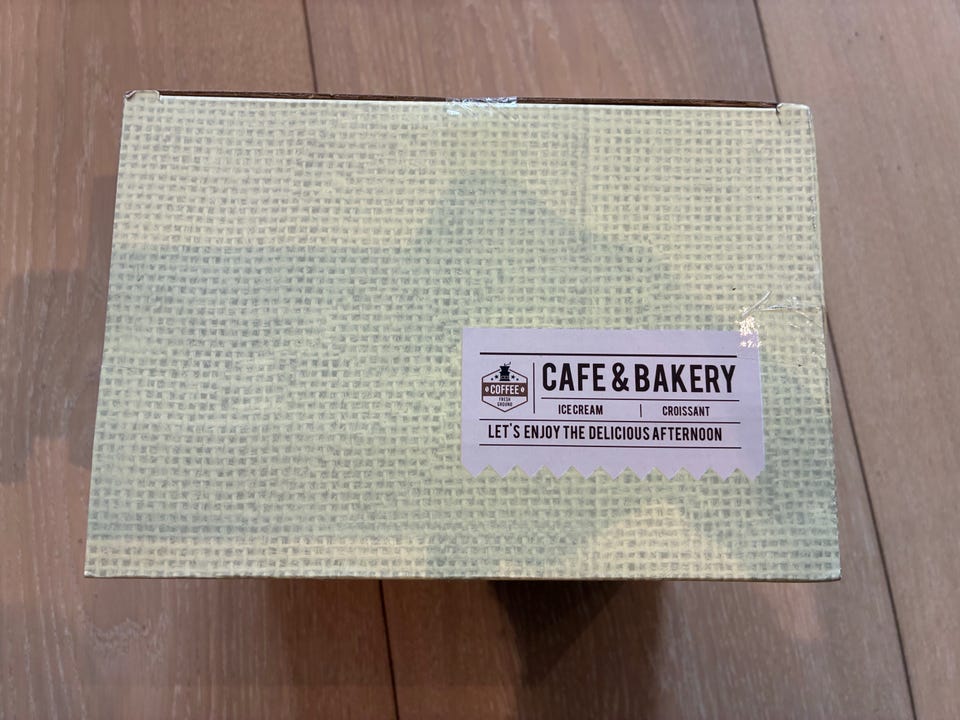 COFFEE
FRESH
GROUND
CAFE & BAKERY
ICE CREAM | CROISSANT
LET'S ENJOY THE DELICIOUS AFTERNOON